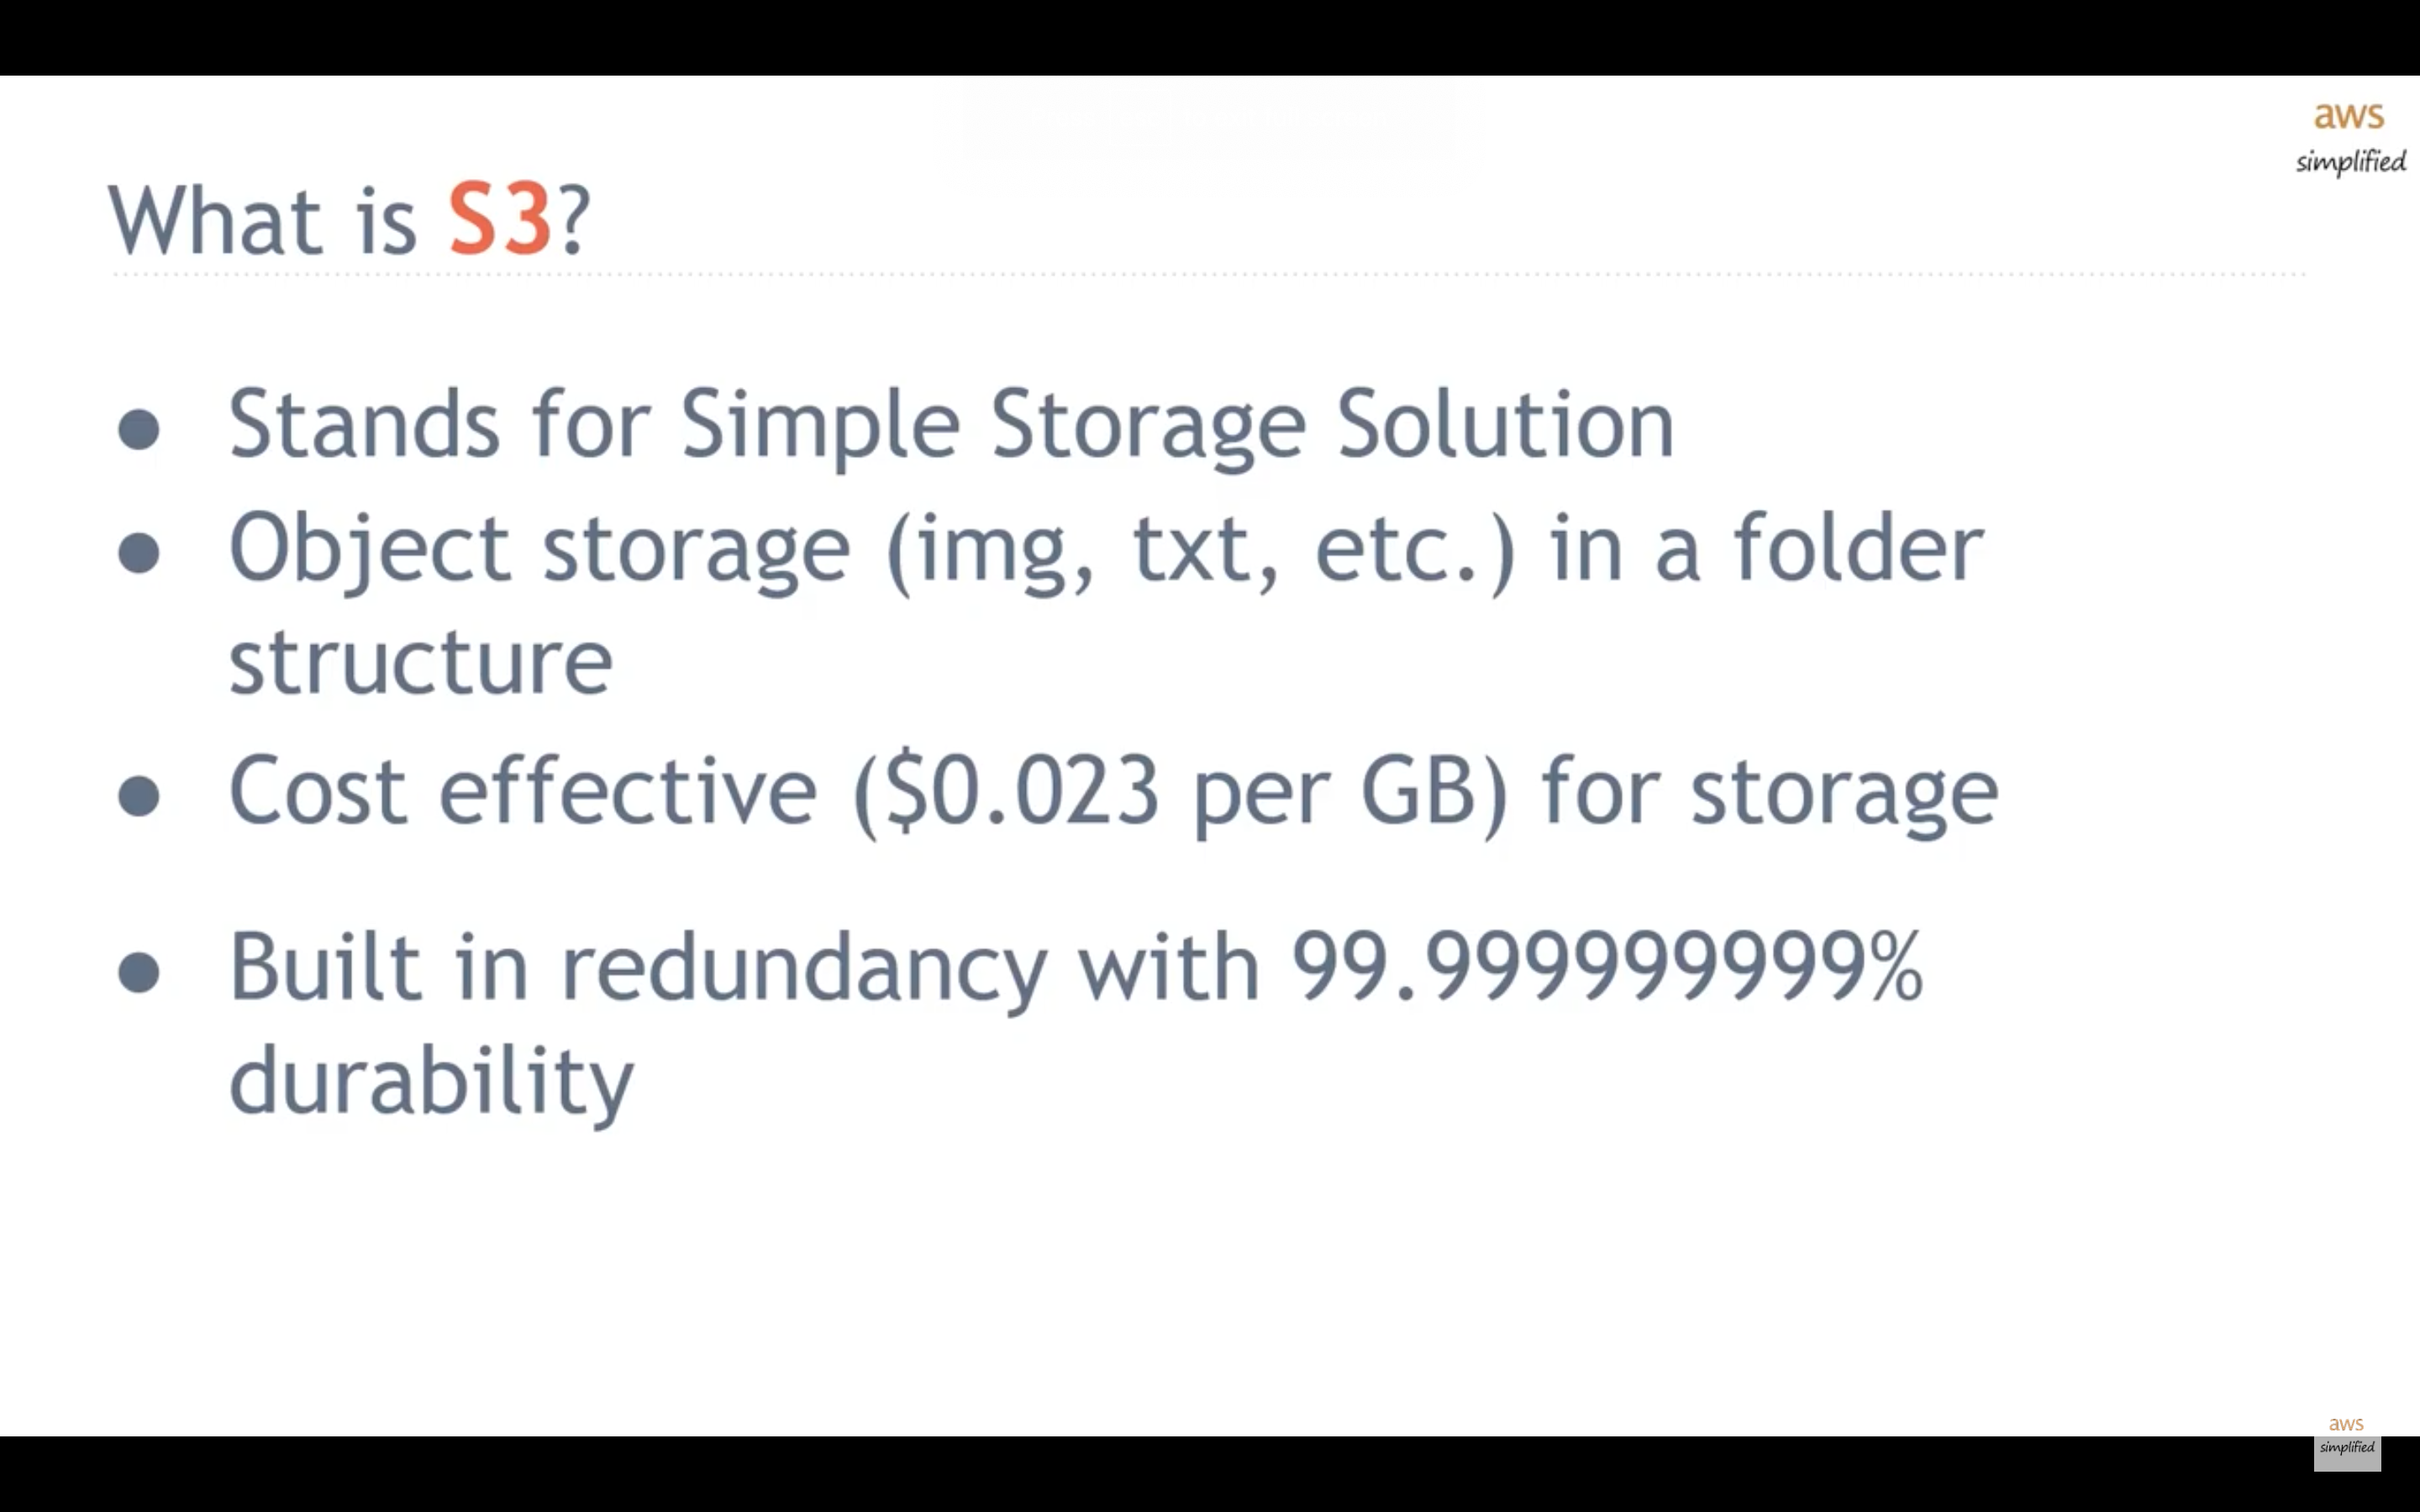 aws
simplified
What is S3?
● Stands for Simple Storage Solution
● Object storage (img, txt, etc.) in a folder
structure
● Cost effective ($0.023 per GB) for storage
● Built in redundancy with 99.999999999%
durability
aws
simplified